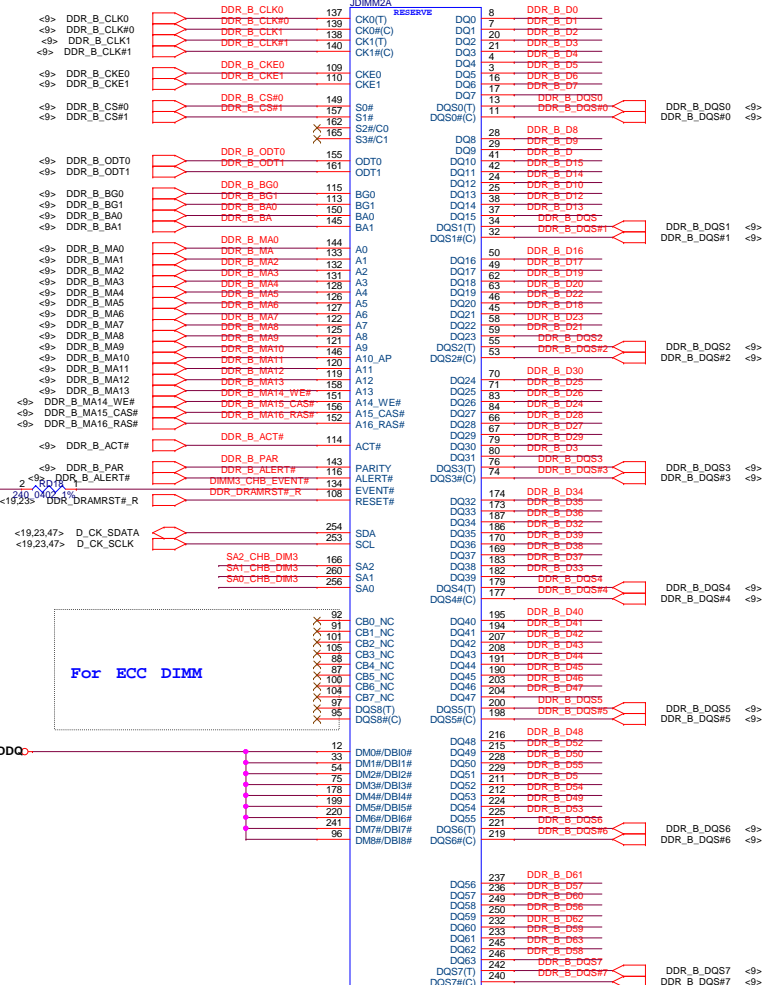 JDIMM2A
RESERVE
<9> DDR_B_CLK0 DDR_B_CLK0 137 CK0(T)
<9> DDR_B_CLK#0 DDR_B_CLK#0 139 CK0#(C)
<9> DDR_B_CLK1 DDR_B_CLK1 138 CK1(T)
<9> DDR_B_CLK#1 DDR_B_CLK#1 140 CK1#(C)
<9> DDR_B_CKE0 DDR_B_CKE0 109 CKE0
<9> DDR_B_CKE1 DDR_B_CKE1 110 CKE1
<9> DDR_B_CS#0 DDR_B_CS#0 149 S0#
<9> DDR_B_CS#1 DDR_B_CS#1 157 S1#
162 S2#/C0
165 S3#/C1
<9> DDR_B_ODT0 DDR_B_ODT0 155 ODT0
<9> DDR_B_ODT1 DDR_B_ODT1 161 ODT1
<9> DDR_B_BG0 DDR_B_BG0 115 BG0
<9> DDR_B_BG1 DDR_B_BG1 113 BG1
<9> DDR_B_BA0 DDR_B_BA0 150 BA0
<9> DDR_B_BA1 DDR_B_BA 145 BA1
<9> DDR_B_MA0 DDR_B_MA0 144 A0
<9> DDR_B_MA1 DDR_B_MA 133 A1
<9> DDR_B_MA2 DDR_B_MA2 132 A2
<9> DDR_B_MA3 DDR_B_MA3 131 A3
<9> DDR_B_MA4 DDR_B_MA4 128 A4
<9> DDR_B_MA5 DDR_B_MA5 126 A5
<9> DDR_B_MA6 DDR_B_MA6 127 A6
<9> DDR_B_MA7 DDR_B_MA7 122 A7
<9> DDR_B_MA8 DDR_B_MA8 125 A8
<9> DDR_B_MA9 DDR_B_MA9 121 A9
<9> DDR_B_MA10 DDR_B_MA10 146 A10_AP
<9> DDR_B_MA11 DDR_B_MA11 120 A11
<9> DDR_B_MA12 DDR_B_MA12 119 A12
<9> DDR_B_MA13 DDR_B_MA13 158 A13
<9> DDR_B_MA14_WE# DDR_B_MA14_WE# 151 A14_WE#
<9> DDR_B_MA15_CAS# DDR_B_MA15_CAS# 156 A15_CAS#
<9> DDR_B_MA16_RAS# DDR_B_MA16_RAS# 152 A16_RAS#
<9> DDR_B_ACT# DDR_B_ACT# 114 ACT#
<9> DDR_B_PAR DDR_B_PAR 143 PARITY
<9> DDR_B_ALERT# DDR_B_ALERT# 116 ALERT#
2 RD18 1 DIMM3_CHB_EVENT# 134 EVENT#
240_0402_1%
<19,23> DDR_DRAMRST#_R DDR_DRAMRST#_R 108 RESET#
<19,23,47> D_CK_SDATA 254 SDA
<19,23,47> D_CK_SCLK 253 SCL
SA2_CHB_DIM3 166 SA2
SA1_CHB_DIM3 260 SA1
SA0_CHB_DIM3 256 SA0
For ECC DIMM
92 CB0_NC
91 CB1_NC
101 CB2_NC
105 CB3_NC
88 CB4_NC
87 CB5_NC
100 CB6_NC
104 CB7_NC
97 DQS8(T)
95 DQS8#(C)
DDQ
12 DM0#/DBI0#
33 DM1#/DBI1#
54 DM2#/DBI2#
75 DM3#/DBI3#
178 DM4#/DBI4#
199 DM5#/DBI5#
220 DM6#/DBI6#
241 DM7#/DBI7#
96 DM8#/DBI8#
DQ0 8 DDR_B_D0
DQ1 7 DDR_B_D1
DQ2 20 DDR_B_D2
DQ3 21 DDR_B_D3
DQ4 4 DDR_B_D4
DQ5 3 DDR_B_D5
DQ6 16 DDR_B_D6
DQ7 17 DDR_B_D7
DQS0(T) 13 DDR_B_DQS0 DDR_B_DQS0 <9>
DQS0#(C) 11 DDR_B_DQS#0 DDR_B_DQS#0 <9>
DQ8 28 DDR_B_D8
DQ9 29 DDR_B_D9
DQ10 41 DDR_B_D
DQ11 42 DDR_B_D15
DQ12 24 DDR_B_D14
DQ13 25 DDR_B_D10
DQ14 38 DDR_B_D12
DQ15 37 DDR_B_D13
DQS1(T) 34 DDR_B_DQS DDR_B_DQS1 <9>
DQS1#(C) 32 DDR_B_DQS#1 DDR_B_DQS#1 <9>
DQ16 50 DDR_B_D16
DQ17 49 DDR_B_D17
DQ18 62 DDR_B_D19
DQ19 63 DDR_B_D20
DQ20 46 DDR_B_D22
DQ21 45 DDR_B_D18
DQ22 58 DDR_B_D23
DQ23 59 DDR_B_D21
DQS2(T) 55 DDR_B_DQS2 DDR_B_DQS2 <9>
DQS2#(C) 53 DDR_B_DQS#2 DDR_B_DQS#2 <9>
DQ24 70 DDR_B_D30
DQ25 71 DDR_B_D25
DQ26 83 DDR_B_D26
DQ27 84 DDR_B_D24
DQ28 66 DDR_B_D28
DQ29 67 DDR_B_D27
DQ30 79 DDR_B_D29
DQ31 80 DDR_B_D3
DQS3(T) 76 DDR_B_DQS3 DDR_B_DQS3 <9>
DQS3#(C) 74 DDR_B_DQS#3 DDR_B_DQS#3 <9>
DQ32 174 DDR_B_D34
DQ33 173 DDR_B_D35
DQ34 187 DDR_B_D36
DQ35 186 DDR_B_D32
DQ36 170 DDR_B_D39
DQ37 169 DDR_B_D38
DQ38 183 DDR_B_D37
DQ39 182 DDR_B_D33
DQS4(T) 179 DDR_B_DQS4 DDR_B_DQS4 <9>
DQS4#(C) 177 DDR_B_DQS#4 DDR_B_DQS#4 <9>
DQ40 195 DDR_B_D40
DQ41 194 DDR_B_D41
DQ42 207 DDR_B_D42
DQ43 208 DDR_B_D43
DQ44 191 DDR_B_D44
DQ45 190 DDR_B_D45
DQ46 203 DDR_B_D46
DQ47 204 DDR_B_D47
DQS5(T) 200 DDR_B_DQS5 DDR_B_DQS5 <9>
DQS5#(C) 198 DDR_B_DQS#5 DDR_B_DQS#5 <9>
DQ48 216 DDR_B_D48
DQ49 215 DDR_B_D52
DQ50 228 DDR_B_D50
DQ51 229 DDR_B_D55
DQ52 211 DDR_B_D5
DQ53 212 DDR_B_D54
DQ54 224 DDR_B_D49
DQ55 225 DDR_B_D53
DQS6(T) 221 DDR_B_DQS6 DDR_B_DQS6 <9>
DQS6#(C) 219 DDR_B_DQS#6 DDR_B_DQS#6 <9>
DQ56 237 DDR_B_D61
DQ57 236 DDR_B_D57
DQ58 249 DDR_B_D60
DQ59 250 DDR_B_D56
DQ60 232 DDR_B_D62
DQ61 233 DDR_B_D59
DQ62 245 DDR_B_D63
DQ63 246 DDR_B_D58
DQS7(T) 242 DDR_B_DQS7 DDR_B_DQS7 <9>
DQS7#(C) 240 DDR_B_DQS#7 DDR_B_DQS#7 <9>